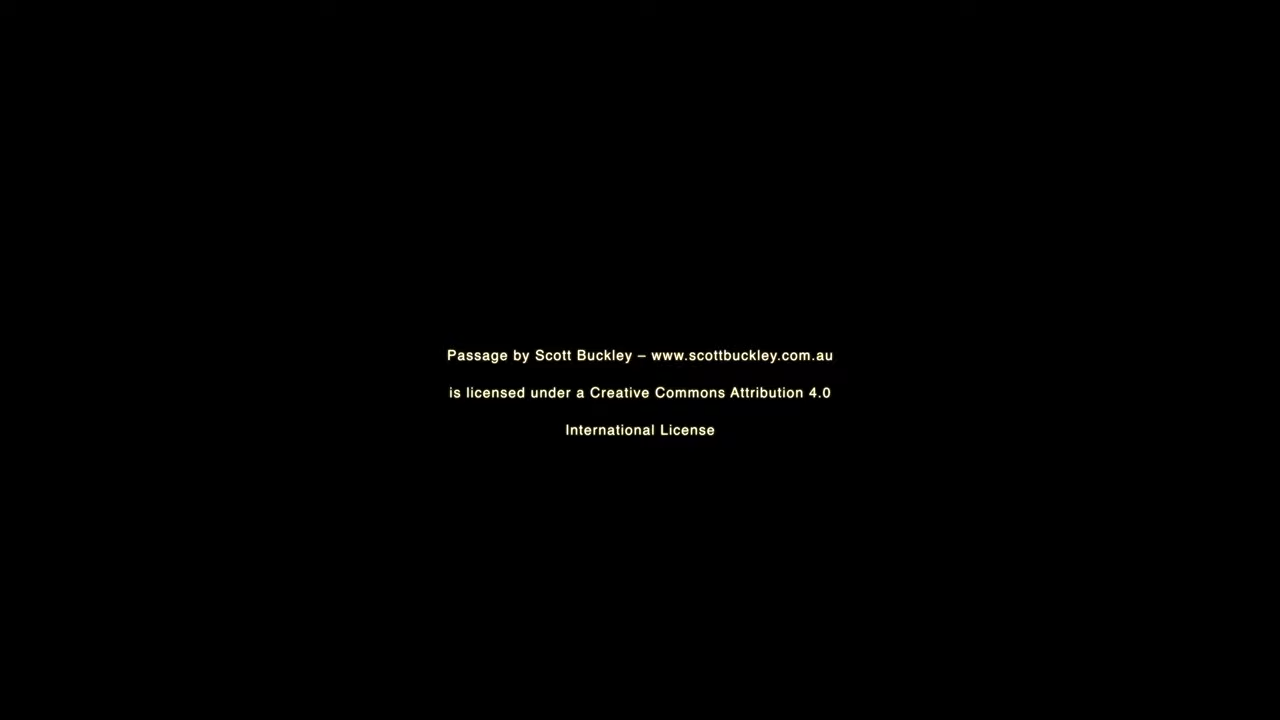 Passage by Scott Buckley – www.scottbuckley.com.au
is licensed under a Creative Commons Attribution 4.0
International License